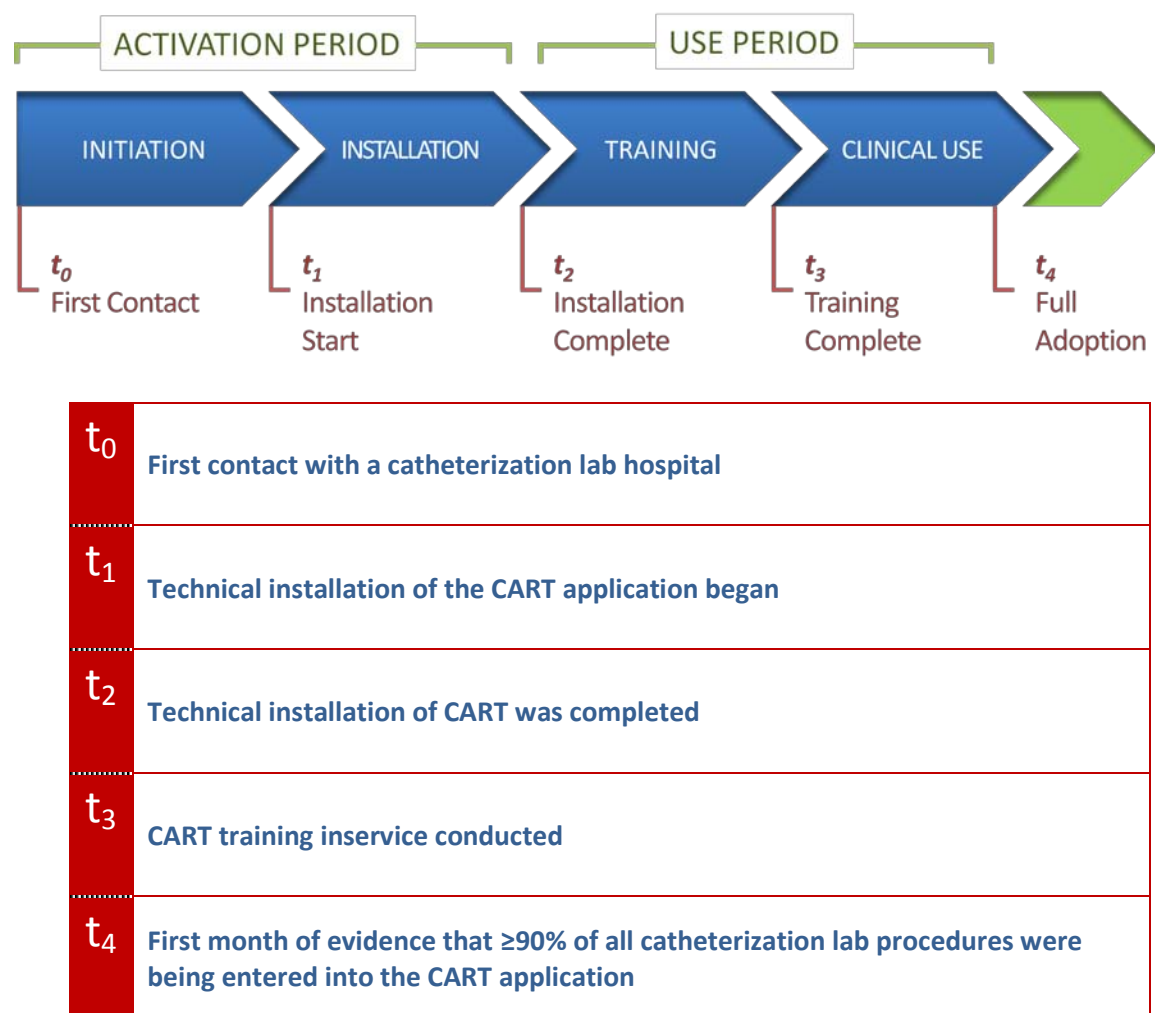 ACTIVATION PERIOD
USE PERIOD
INITIATION
INSTALLATION
TRAINING
CLINICAL USE
t0
First Contact
t1
Installation
Start
t2
Installation
Complete
t3
Training
Complete
t4
Full
Adoption
t0
First contact with a catheterization lab hospital
t1
Technical installation of the CART application began
t2
Technical installation of CART was completed
t3
CART training inservice conducted
t4
First month of evidence that ≥90% of all catheterization lab procedures were
being entered into the CART application